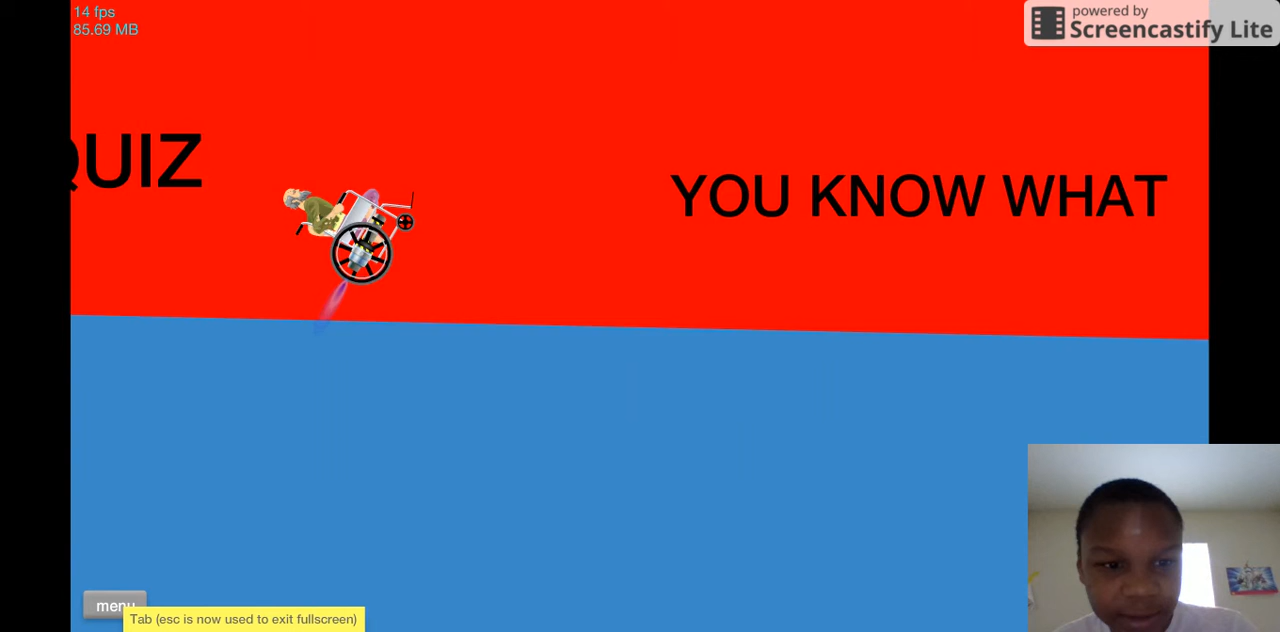 14 fps
85.69 MB
powered by
Screencastify Lite
QUIZ
YOU KNOW WHAT
menu
Tab (esc is now used to exit fullscreen)